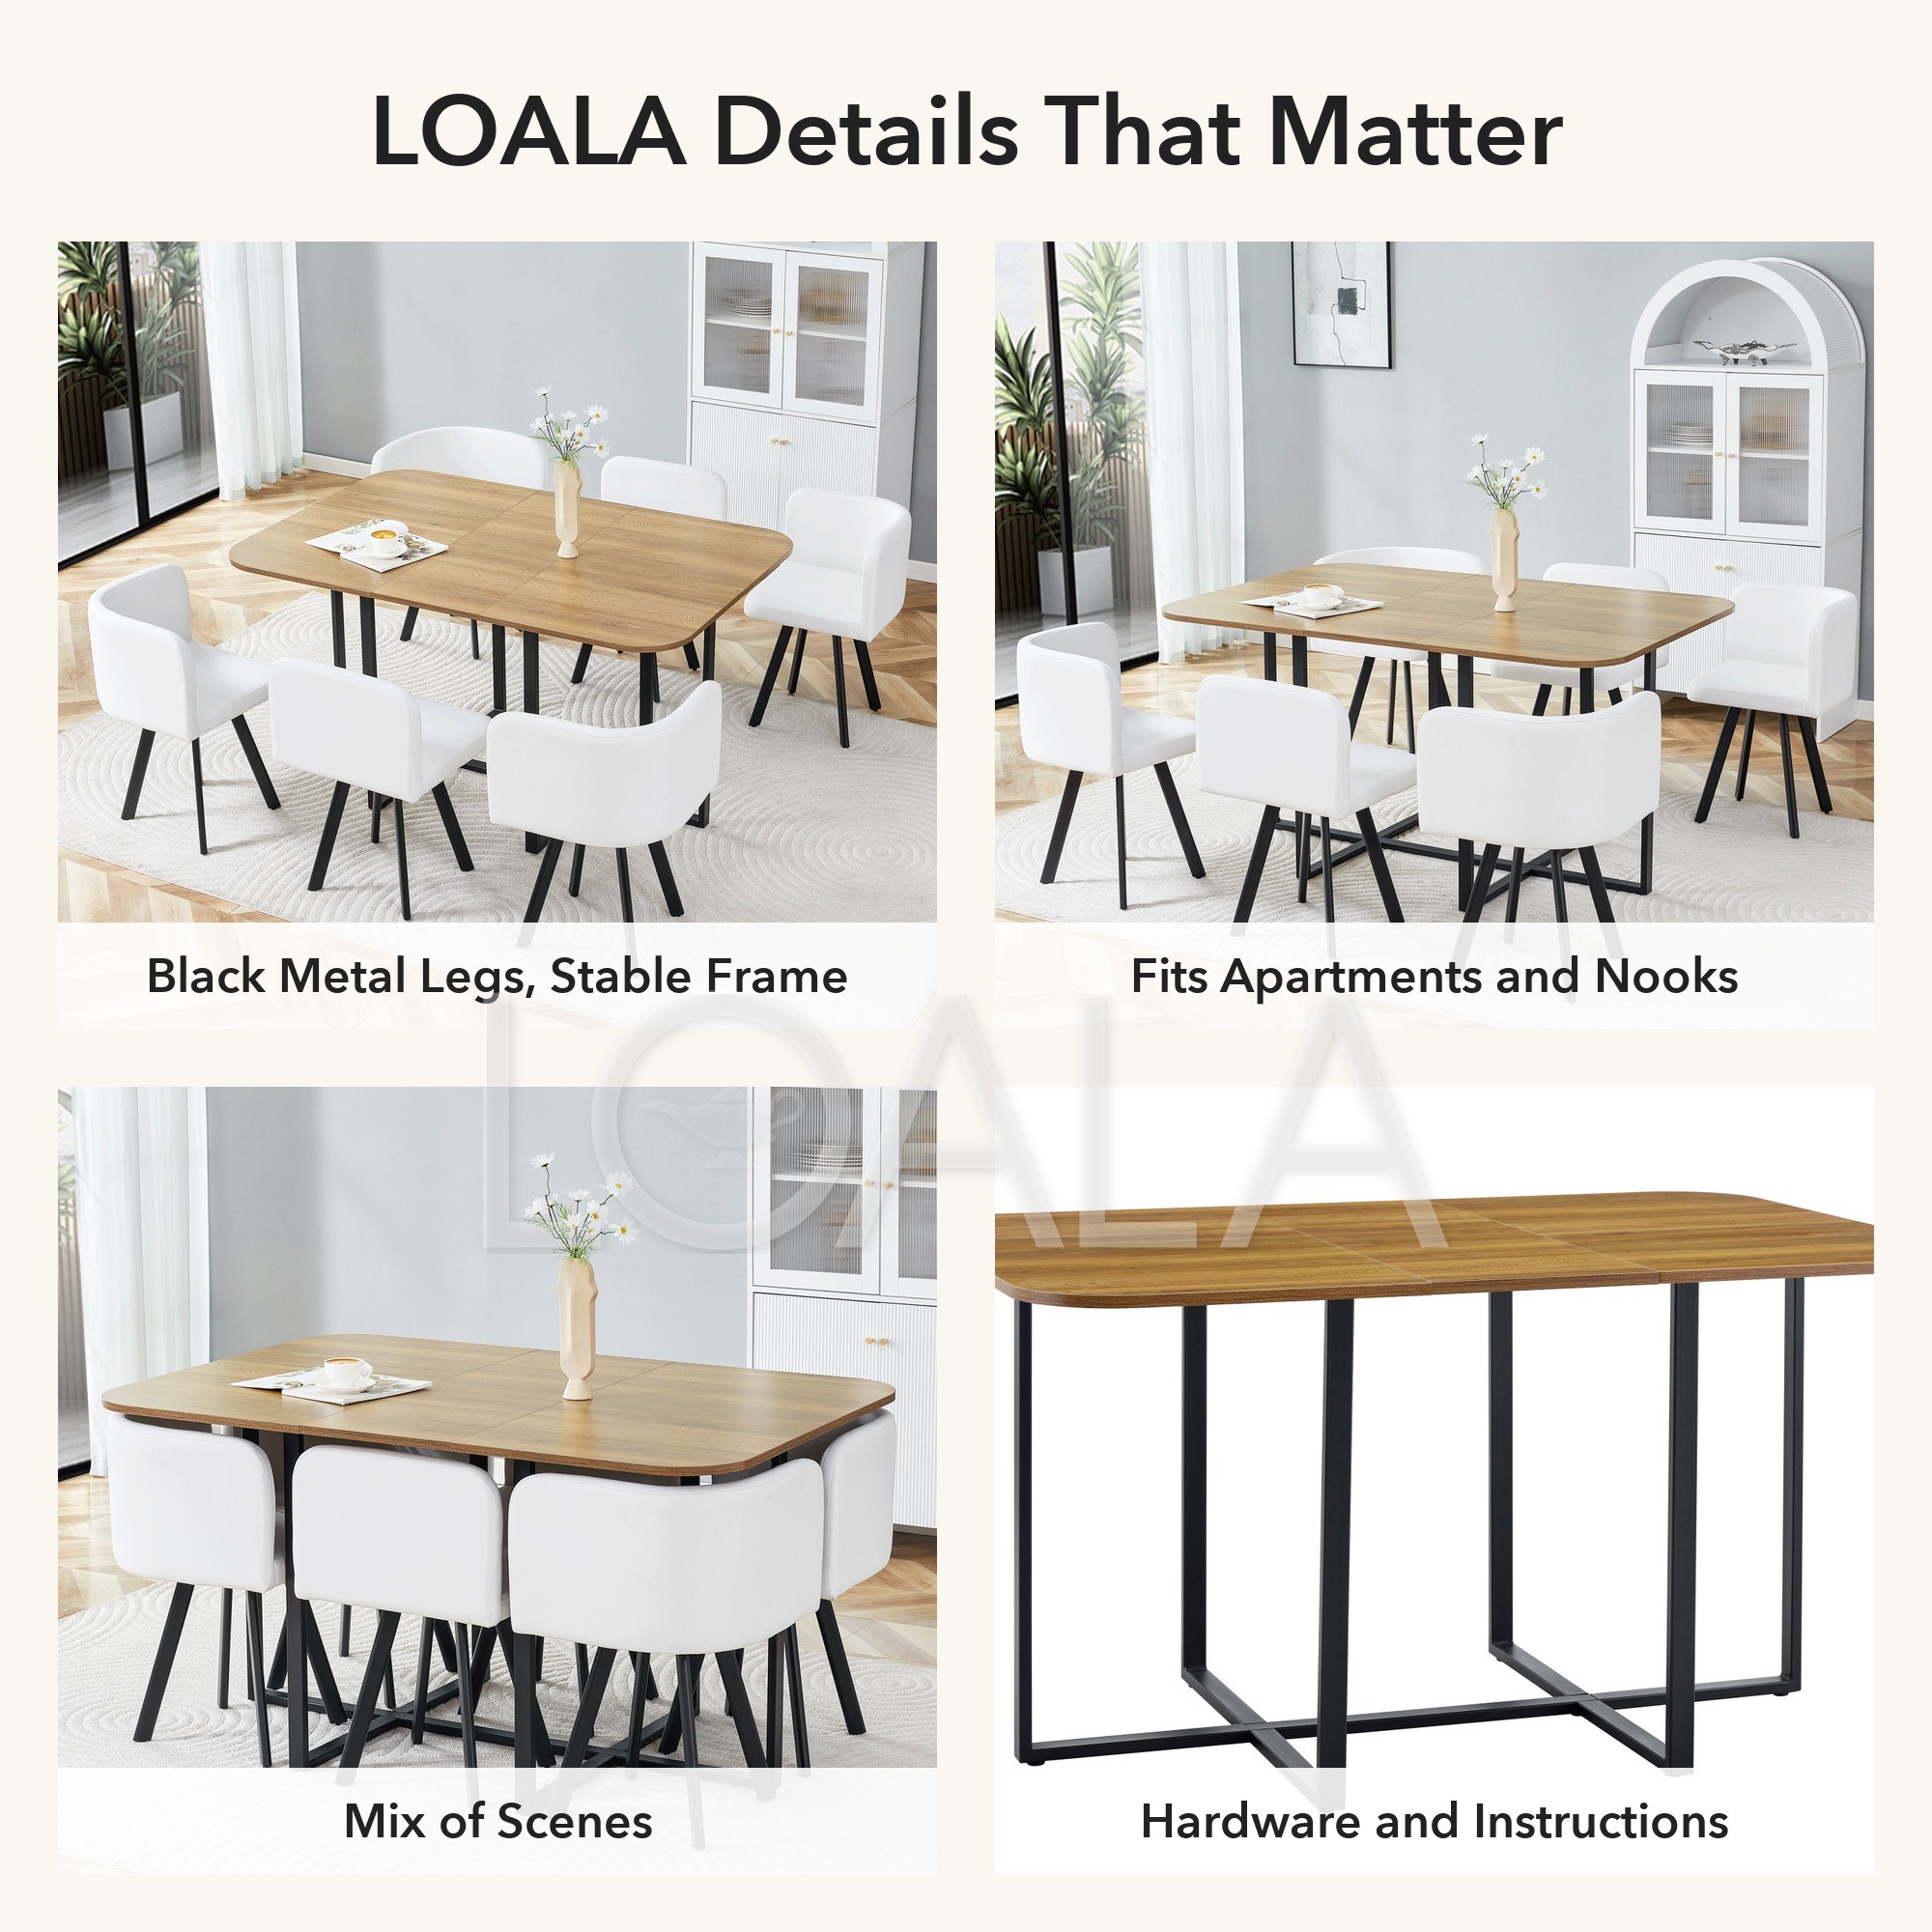 LOALA Details That Matter
Black Metal Legs, Stable Frame
Fits Apartments and Nooks
LOALA
Mix of Scenes
Hardware and Instructions